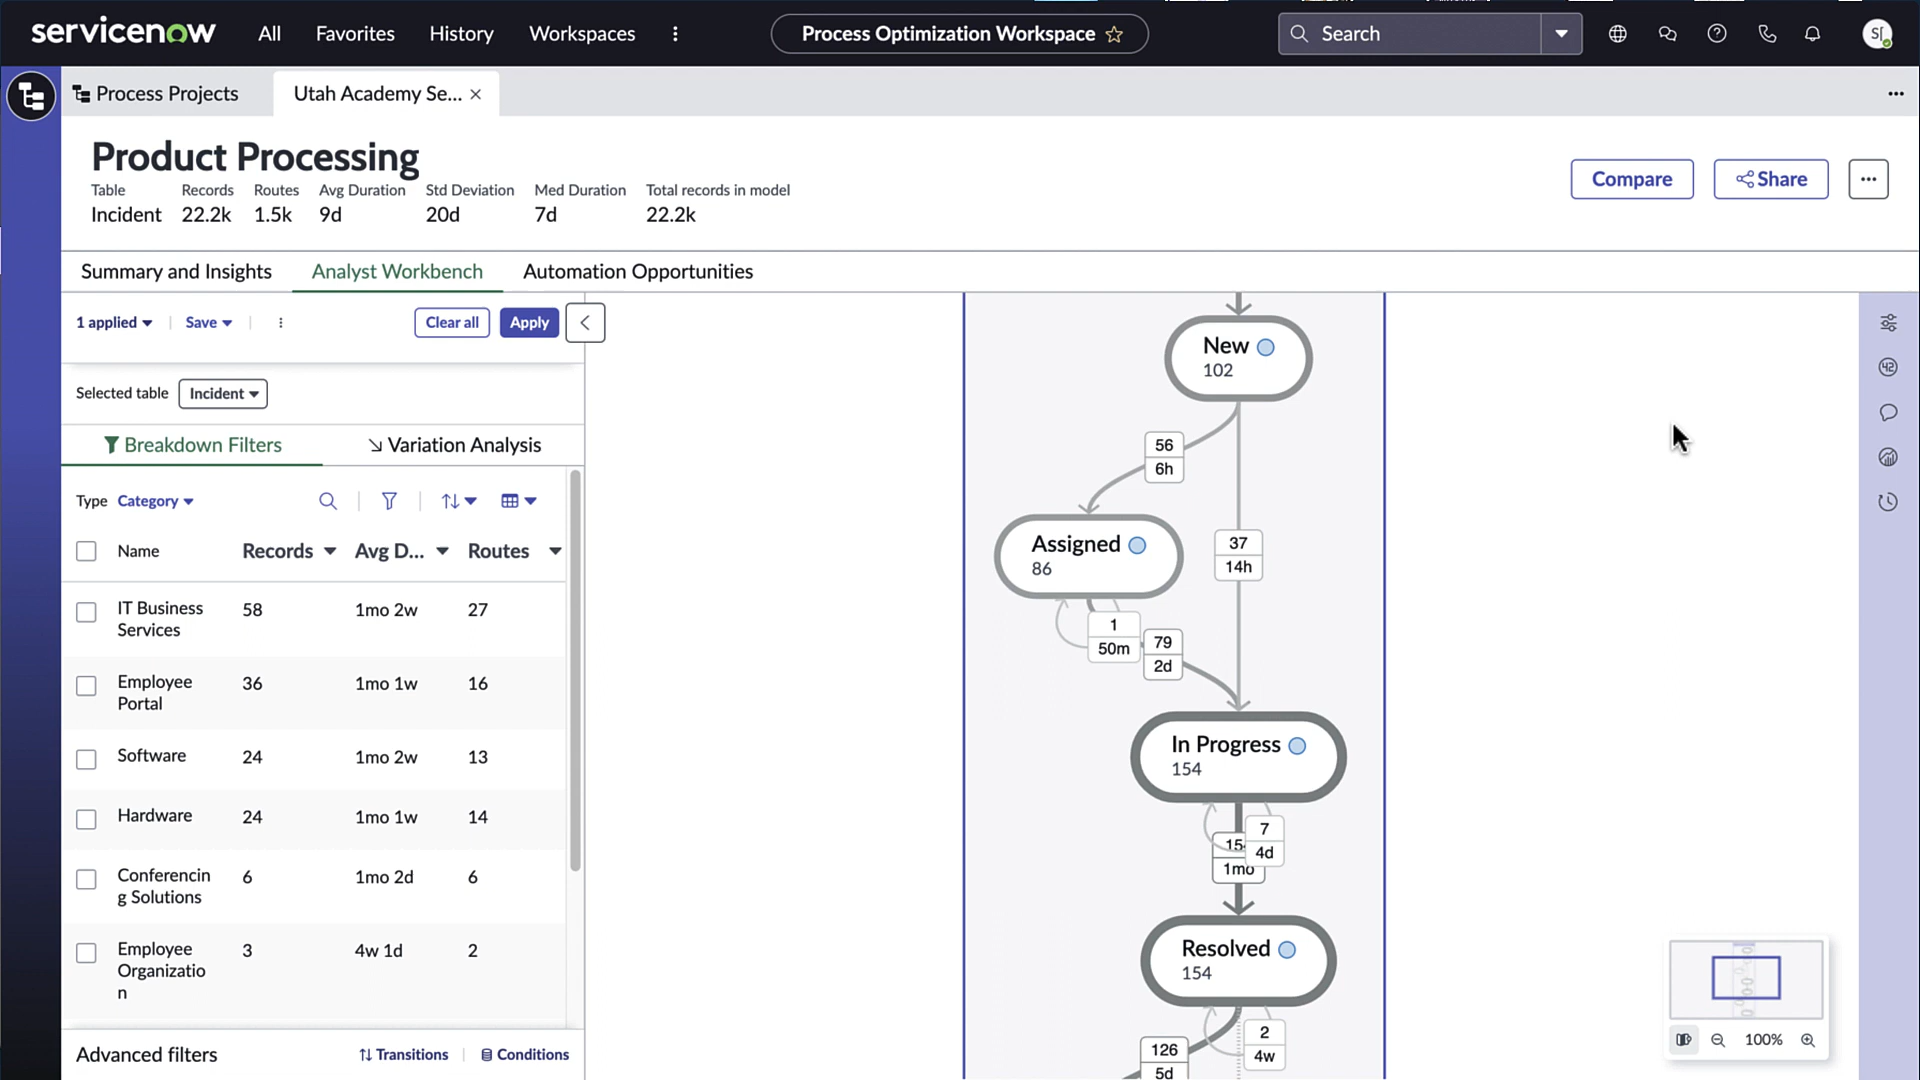 servicenow
All
Favorites
History
Workspaces
Process Optimization Workspace
Search
Process Projects
Utah Academy Se...
Product Processing
Table
Records
Routes
Avg Duration
Std Deviation
Med Duration
Total records in model
Incident
22.2k
1.5k
9d
20d
7d
22.2k
Compare
Share
Summary and Insights
Analyst Workbench
Automation Opportunities
1 applied
Save
Clear all
Apply
Selected table
Incident
Breakdown Filters
Variation Analysis
Type
Category
Name
Records
Avg D...
Routes
IT Business
Services
58
1mo 2w
27
Employee
Portal
36
1mo 1w
16
Software
24
1mo 2w
13
Hardware
24
1mo 1w
14
Conferencin
g Solutions
6
1mo 2d
6
Employee
Organizatio
n
3
4w 1d
2
Advanced filters
Transitions
Conditions
New
102
56
6h
Assigned
86
37
14h
1
50m
79
2d
In Progress
154
7
4d
1mo
Resolved
154
2
4w
126
5d
42
100%